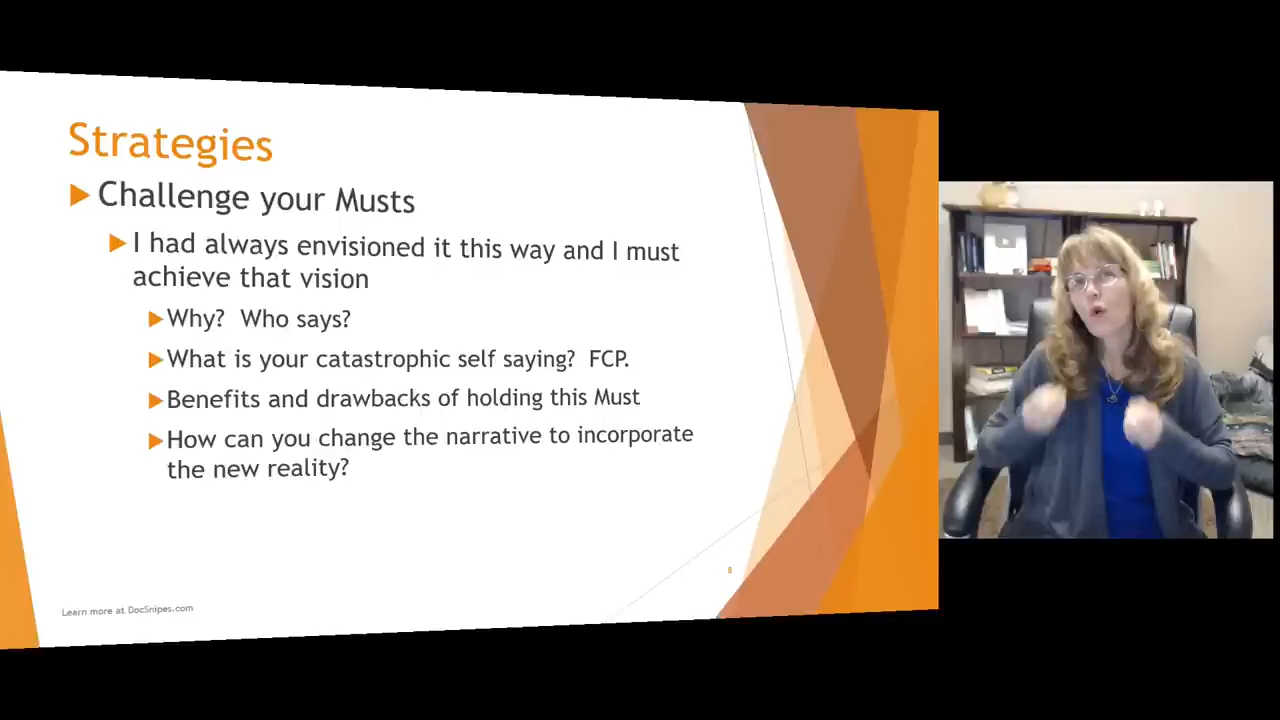 Strategies
Challenge your Musts
I had always envisioned it this way and I must
achieve that vision
Why? Who says?
What is your catastrophic self saying? FCP.
Benefits and drawbacks of holding this Must
How can you change the narrative to incorporate
the new reality?
8
Learn more at DocSnipes.com